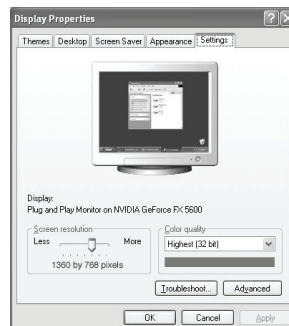 Display Properties
Themes Desktop Screen Saver Appearance Settings
Display:
Plug and Play Monitor on NVIDIA GeForce FX 5600
Screen resolution
Less More
1360 by 768 pixels
Color quality
Highest (32 bit)
Troubleshoot... Advanced
OK Cancel Apply